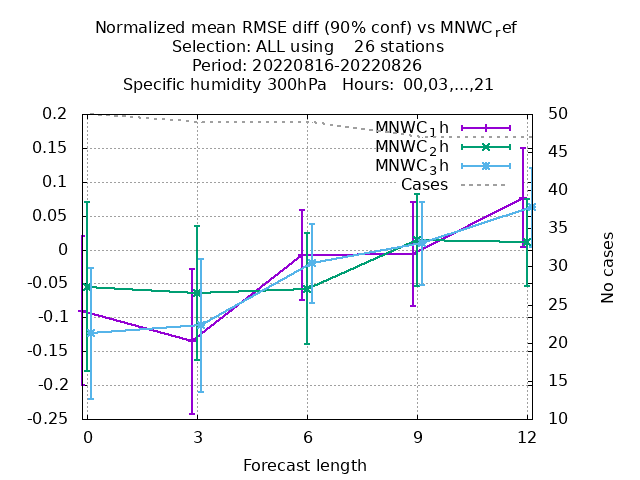 Normalized mean RMSE diff (90% conf) vs MNWC_ref
Selection: ALL using 26 stations
Period: 20220816-20220826
Specific humidity 300hPa Hours: 00,03,...,21
0.2
0.15
0.1
0.05
0
-0.05
-0.1
-0.15
-0.2
-0.25
50
45
40
35
30
25
20
15
10
MNWC_1h
MNWC_2h
MNWC_3h
Cases
No cases
0 3 6 9 12
Forecast length